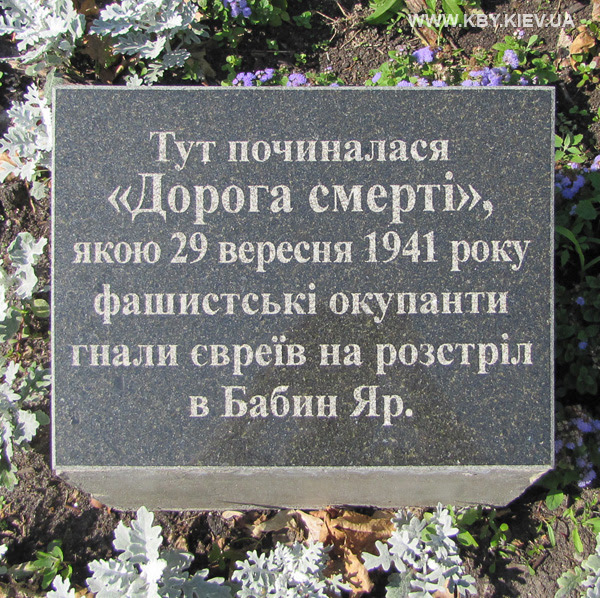 WWW.KBY.KIEV.UA
Тут починалася
«Дорога смерті»,
якою 29 вересня 1941 року
фашистські окупанти
гнали євреїв на розстріл
в Бабин Яр.